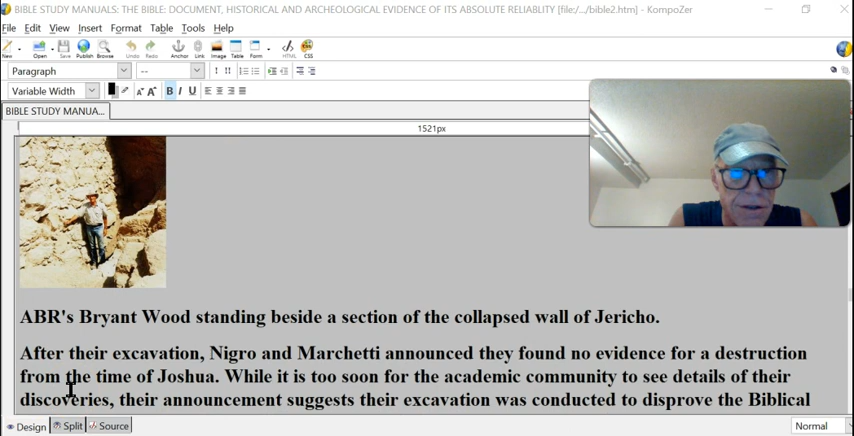 BIBLE STUDY MANUALS: THE BIBLE: DOCUMENT, HISTORICAL AND ARCHEOLOGICAL EVIDENCE OF ITS ABSOLUTE RELIABLITY [file:/.../bible2.htm] - KompoZer
File Edit View Insert Format Table Tools Help
New Open Save Publish Browse Undo Redo Anchor Link Image Table Form HTML CSS
Paragraph --
Variable Width B I U
BIBLE STUDY MANUA...
1521px
ABR's Bryant Wood standing beside a section of the collapsed wall of Jericho.
After their excavation, Nigro and Marchetti announced they found no evidence for a destruction
from the time of Joshua. While it is too soon for the academic community to see details of their
discoveries, their announcement suggests their excavation was conducted to disprove the Biblical
Design Split Source Normal